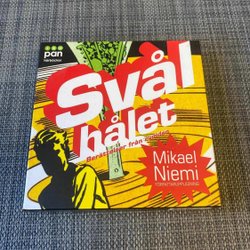 pan
Svål
hålet
Berättelser från
Mikael
Niemi